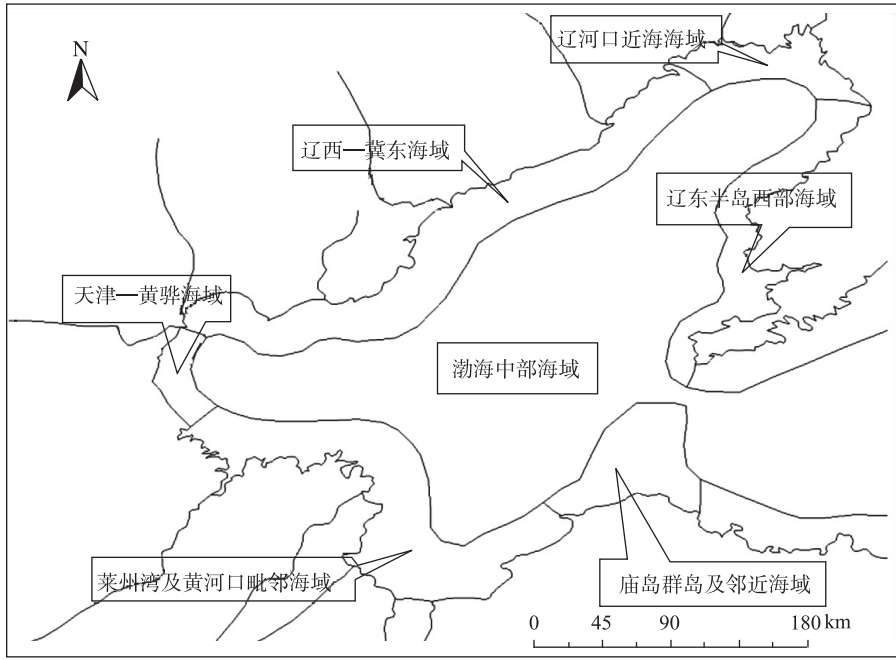 辽河口近海海域
N
辽西—冀东海域
辽东半岛西部海域
天津—黄骅海域
渤海中部海域
莱州湾及黄河口毗邻海域
庙岛群岛及邻近海域
0 45 90 180 km